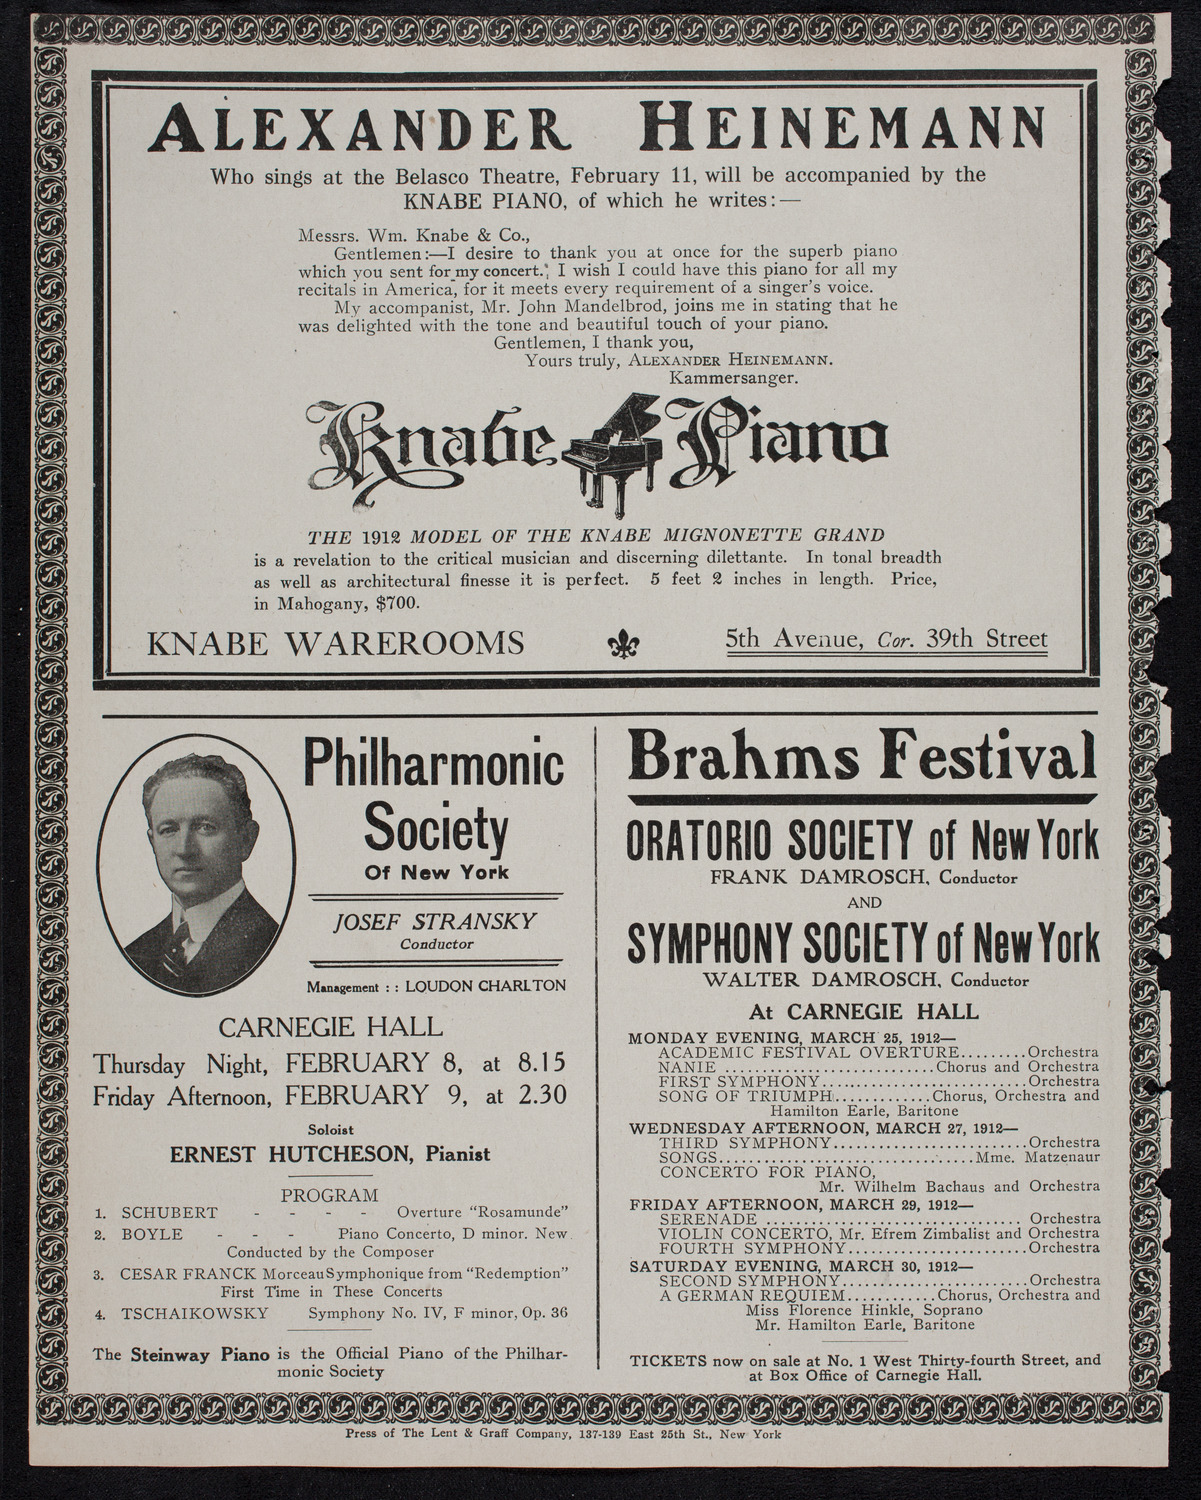 ALEXANDER HEINEMANN
Who sings at the Belasco Theatre, February 11, will be accompanied by the
KNABE PIANO, of which he writes:—
Messrs. Wm. Knabe & Co.,
Gentlemen:—I desire to thank you at once for the superb piano
which you sent for my concert. I wish I could have this piano for all my
recitals in America, for it meets every requirement of a singer's voice.
My accompanist, Mr. John Mandelbrod, joins me in stating that he
was delighted with the tone and beautiful touch of your piano.
Gentlemen, I thank you,
Yours truly, ALEXANDER HEINEMANN.
Kammersanger.
Knabe Piano
THE 1912 MODEL OF THE KNABE MIGNONETTE GRAND
is a revelation to the critical musician and discerning dilettante. In tonal breadth
as well as architectural finesse it is perfect. 5 feet 2 inches in length. Price,
in Mahogany, $700.
KNABE WAREROOMS 5th Avenue, Cor. 39th Street
Philharmonic
Society
Of New York
JOSEF STRANSKY
Conductor
Management : : LOUDON CHARLTON
CARNEGIE HALL
Thursday Night, FEBRUARY 8, at 8.15
Friday Afternoon, FEBRUARY 9, at 2.30
Soloist
ERNEST HUTCHESON, Pianist
PROGRAM
1. SCHUBERT - - - - Overture "Rosamunde"
2. BOYLE - - - Piano Concerto, D minor. New
Conducted by the Composer
3. CESAR FRANCK Morceau Symphonique from "Redemption"
First Time in These Concerts
4. TSCHAIKOWSKY Symphony No. IV, F minor, Op. 36
The Steinway Piano is the Official Piano of the Philhar-
monic Society
Brahms Festival
ORATORIO SOCIETY of New York
FRANK DAMROSCH, Conductor
AND
SYMPHONY SOCIETY of New York
WALTER DAMROSCH, Conductor
At CARNEGIE HALL
MONDAY EVENING, MARCH 25, 1912—
ACADEMIC FESTIVAL OVERTURE.........Orchestra
NANIE .............................Chorus and Orchestra
FIRST SYMPHONY.............................Orchestra
SONG OF TRIUMPH.............Chorus, Orchestra and
Hamilton Earle, Baritone
WEDNESDAY AFTERNOON, MARCH 27, 1912—
THIRD SYMPHONY...........................Orchestra
SONGS.................................Mme. Matzenaur
CONCERTO FOR PIANO,
Mr. Wilhelm Bachaus and Orchestra
FRIDAY AFTERNOON, MARCH 29, 1912—
SERENADE .................................... Orchestra
VIOLIN CONCERTO, Mr. Efrem Zimbalist and Orchestra
FOURTH SYMPHONY.........................Orchestra
SATURDAY EVENING, MARCH 30, 1912—
SECOND SYMPHONY..........................Orchestra
A GERMAN REQUIEM............Chorus, Orchestra and
Miss Florence Hinkle, Soprano
Mr. Hamilton Earle, Baritone
TICKETS now on sale at No. 1 West Thirty-fourth Street, and
at Box Office of Carnegie Hall.
Press of The Lent & Graff Company, 137-139 East 25th St., New York